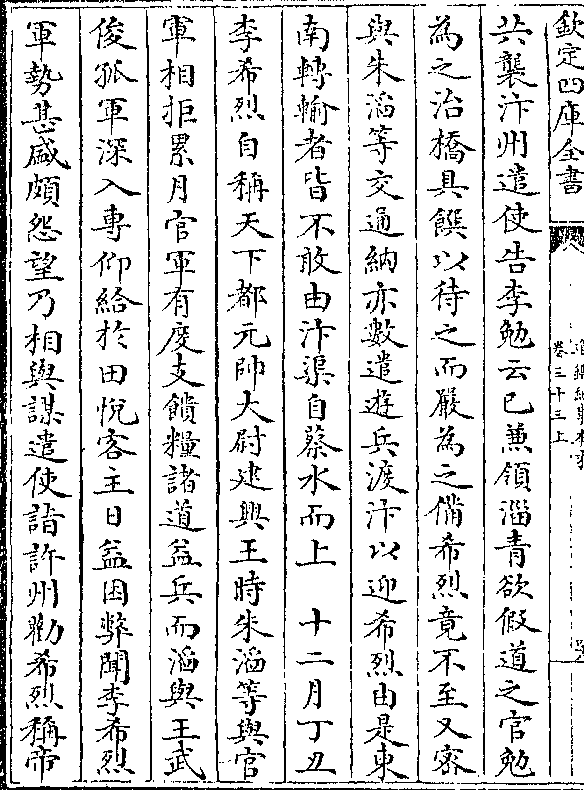 欽定四庫全書
卷三十三上
共襲汴州遣使告李勉云已兼領淄青欲假道之官勉
為之治橋具饌以待之而嚴為之備希烈竟不至又密
與朱滔等交通納亦數遣遊兵渡汴以迎希烈由是東
南轉輸者皆不敢由汴渠自蔡水而上　十二月丁丑
李希烈自稱天下都元帥大尉建興王時朱滔等與官
軍相拒累月官軍有度支饋糧諸道益兵而滔與王武
俊孤軍深入專仰給於田悅客主日益困弊聞李希烈
軍勢甚盛頗怨望乃相與謀遣使詣許州勸希烈稱帝